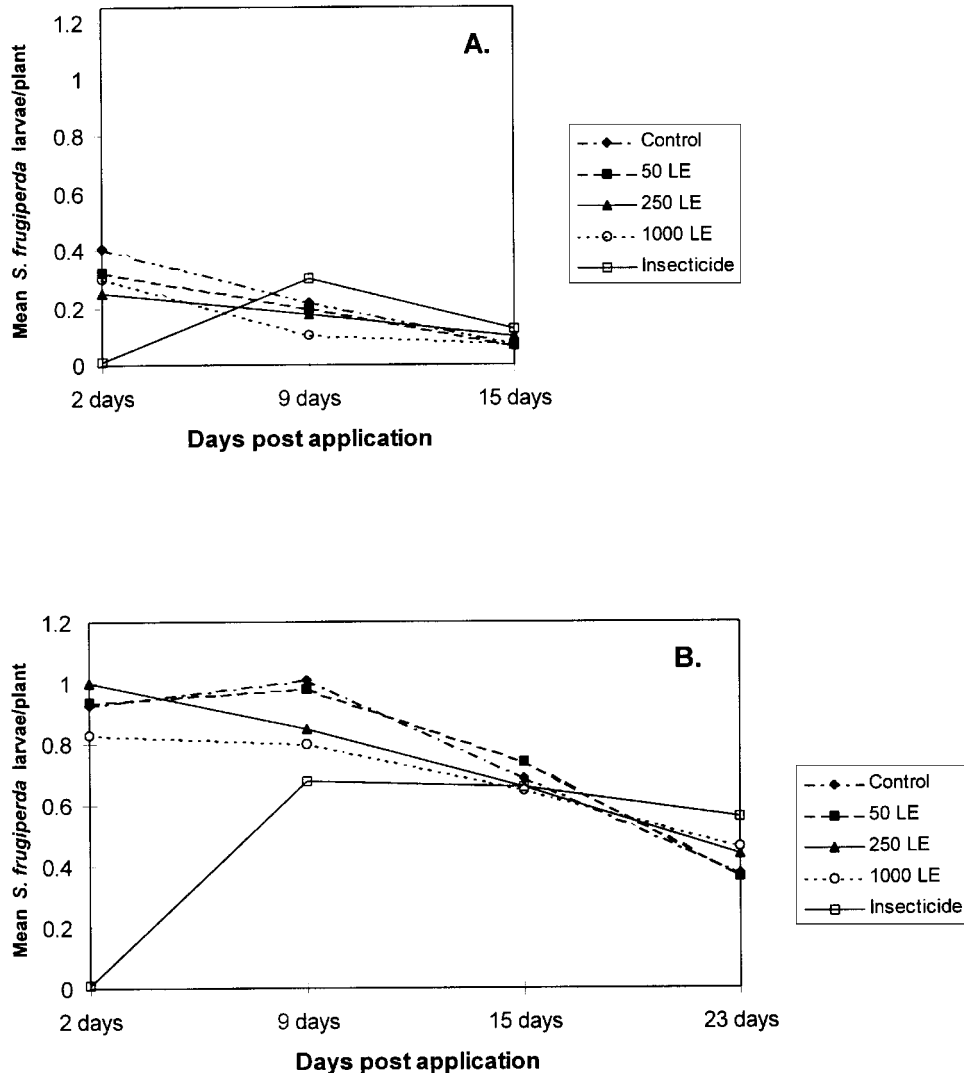 A.
Mean S. frugiperda larvae/plant
1.2
1
0.8
0.6
0.4
0.2
0
2 days
9 days
15 days
Days post application
Control
50 LE
250 LE
1000 LE
Insecticide
B.
Mean S. frugiperda larvae/plant
1.2
1
0.8
0.6
0.4
0.2
0
2 days
9 days
15 days
23 days
Days post application
Control
50 LE
250 LE
1000 LE
Insecticide